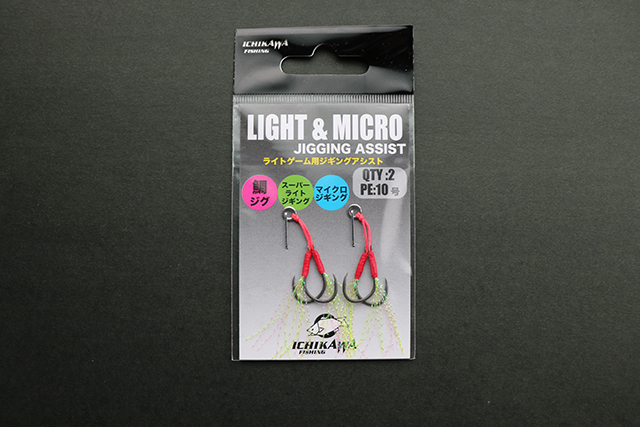 ICHIKAWA
FISHING
LIGHT & MICRO
JIGGING ASSIST
ライトゲーム用ジギングアシスト
鯛
ジグ
スーパー
ライト
ジギング
マイクロ
ジギング
QTY:2
PE:10号
ICHIKAWA
FISHING